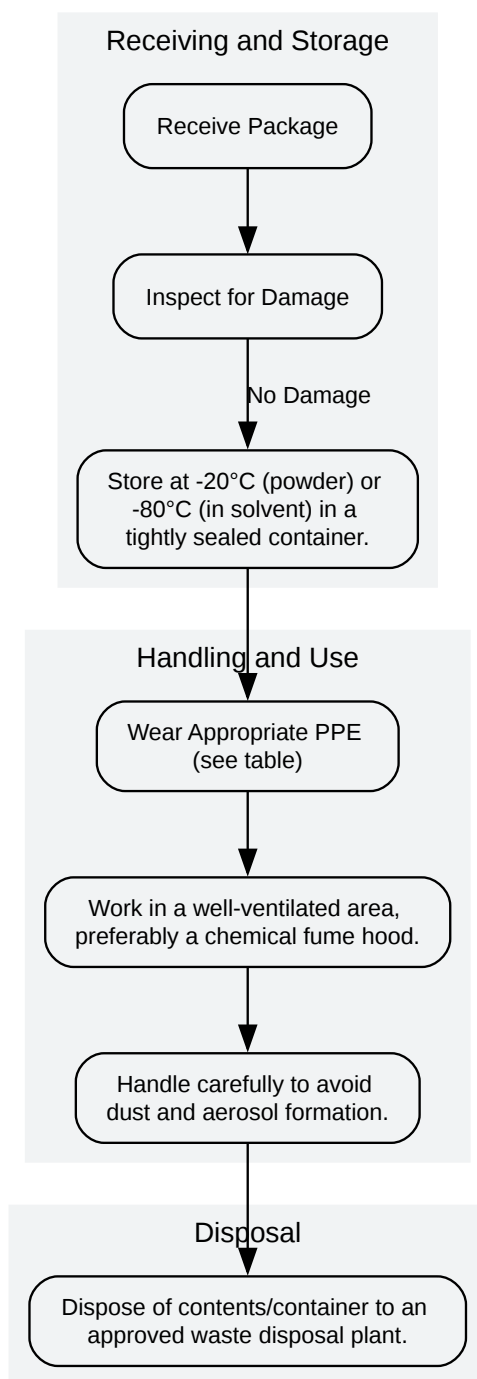 Receiving and Storage
Receive Package
Inspect for Damage
No Damage
Store at -20°C (powder) or
-80°C (in solvent) in a
tightly sealed container.
Handling and Use
Wear Appropriate PPE
(see table)
Work in a well-ventilated area,
preferably a chemical fume hood.
Handle carefully to avoid
dust and aerosol formation.
Disposal
Dispose of contents/container to an
approved waste disposal plant.